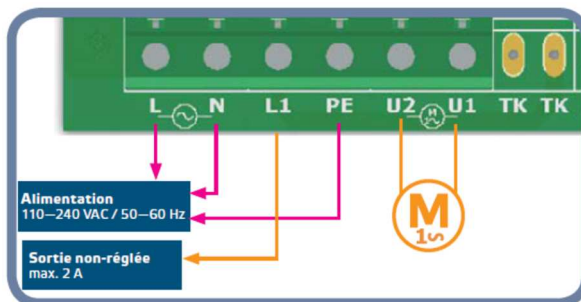 L N L1 PE U2 U1 TK TK
Alimentation
110—240 VAC / 50—60 Hz
Sortie non-réglée
max. 2 A
M
1~